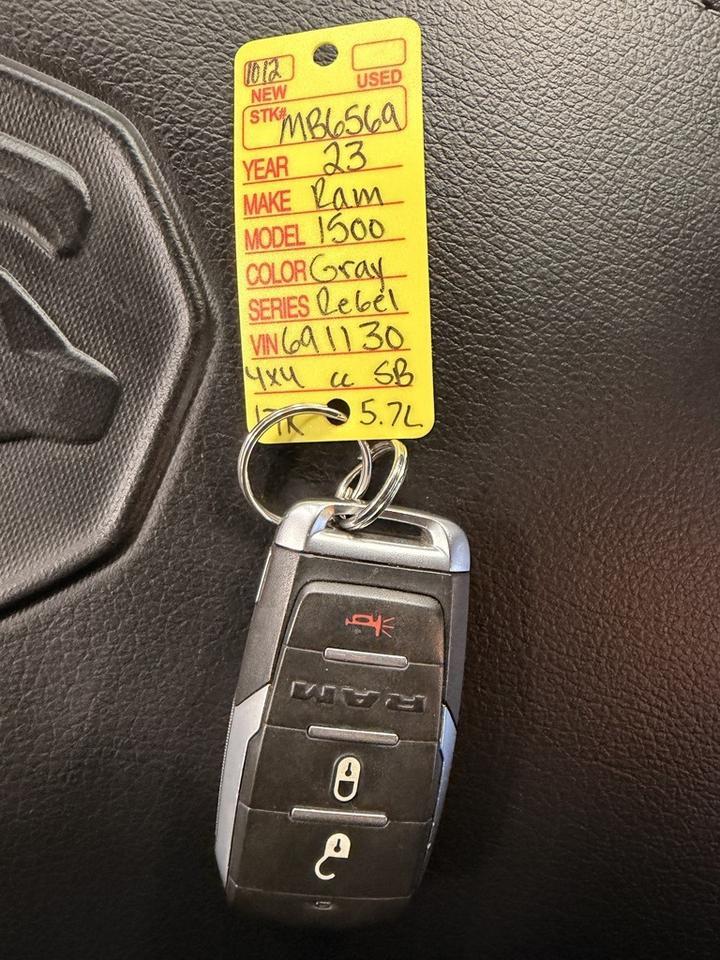 1012
NEW USED
STK# MB656a
YEAR 23
MAKE Ram
MODEL 1500
COLOR Gray
SERIES Rebel
VIN 691130
4x4 cc SB
5.7L
RAM